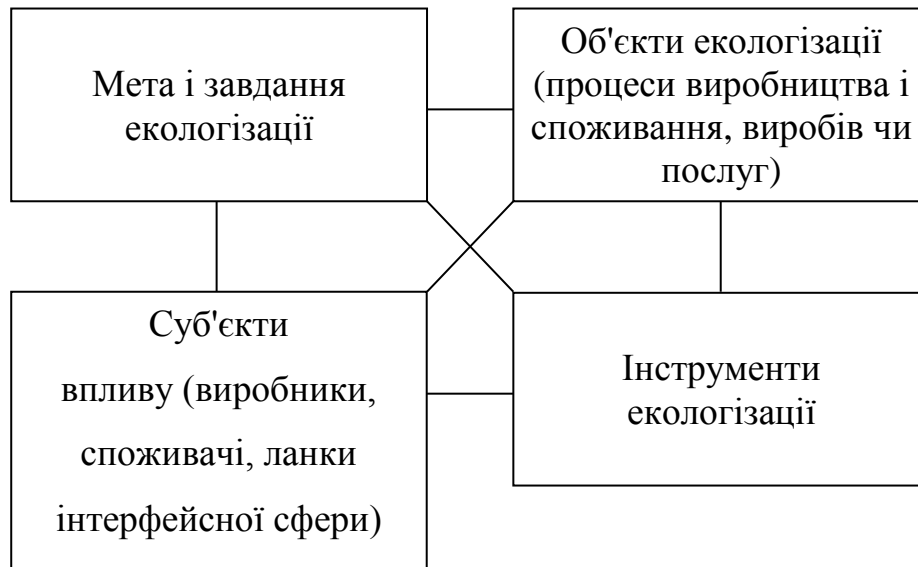 Мета і завдання
екологізації
Об'єкти екологізації
(процеси виробництва і
споживання, виробів чи
послуг)
Суб'єкти
впливу (виробники,
споживачі, ланки
інтерфейсної сфери)
Інструменти
екологізації